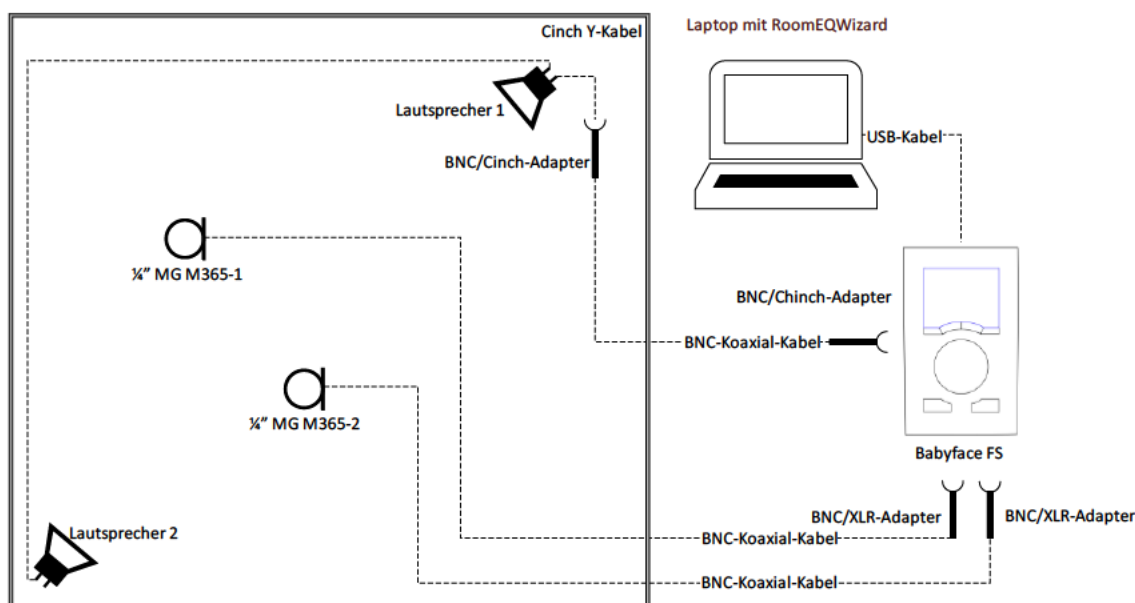 Cinch Y-Kabel
Laptop mit RoomEQWizard
Lautsprecher 1
USB-Kabel
BNC/Cinch-Adapter
¼” MG M365-1
BNC/Chinch-Adapter
BNC-Koaxial-Kabel
¼” MG M365-2
Babyface FS
BNC/XLR-Adapter
BNC/XLR-Adapter
Lautsprecher 2
BNC-Koaxial-Kabel
BNC-Koaxial-Kabel